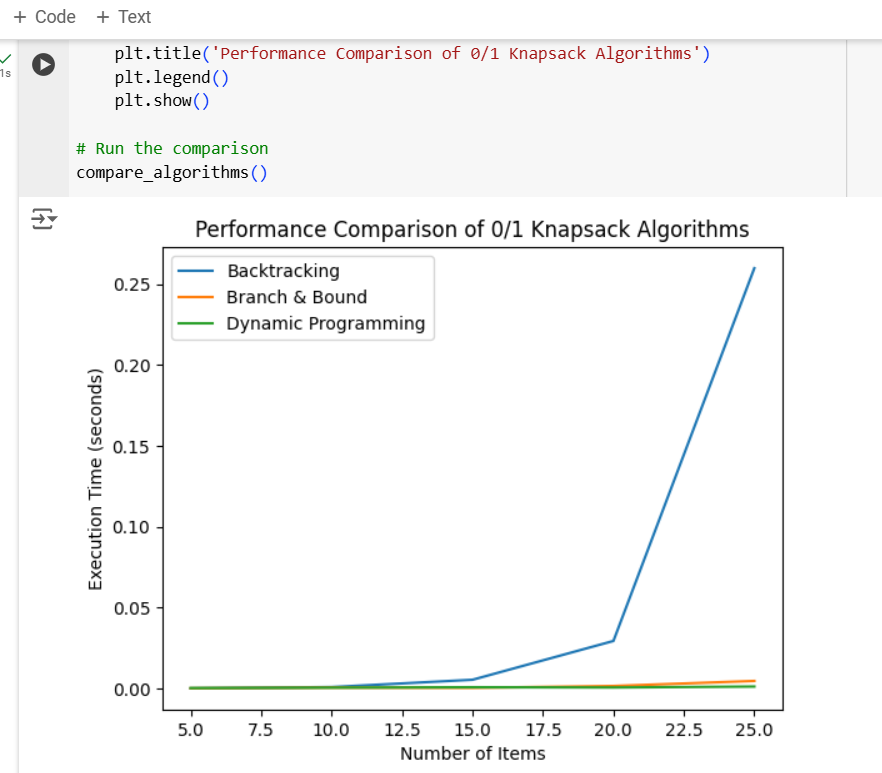 + Code + Text
1s
plt.title('Performance Comparison of 0/1 Knapsack Algorithms')
plt.legend()
plt.show()
# Run the comparison
compare_algorithms()
Performance Comparison of 0/1 Knapsack Algorithms
Backtracking
Branch & Bound
Dynamic Programming
0.25
0.20
0.15
0.10
0.05
0.00
Execution Time (seconds)
5.0 7.5 10.0 12.5 15.0 17.5 20.0 22.5 25.0
Number of Items